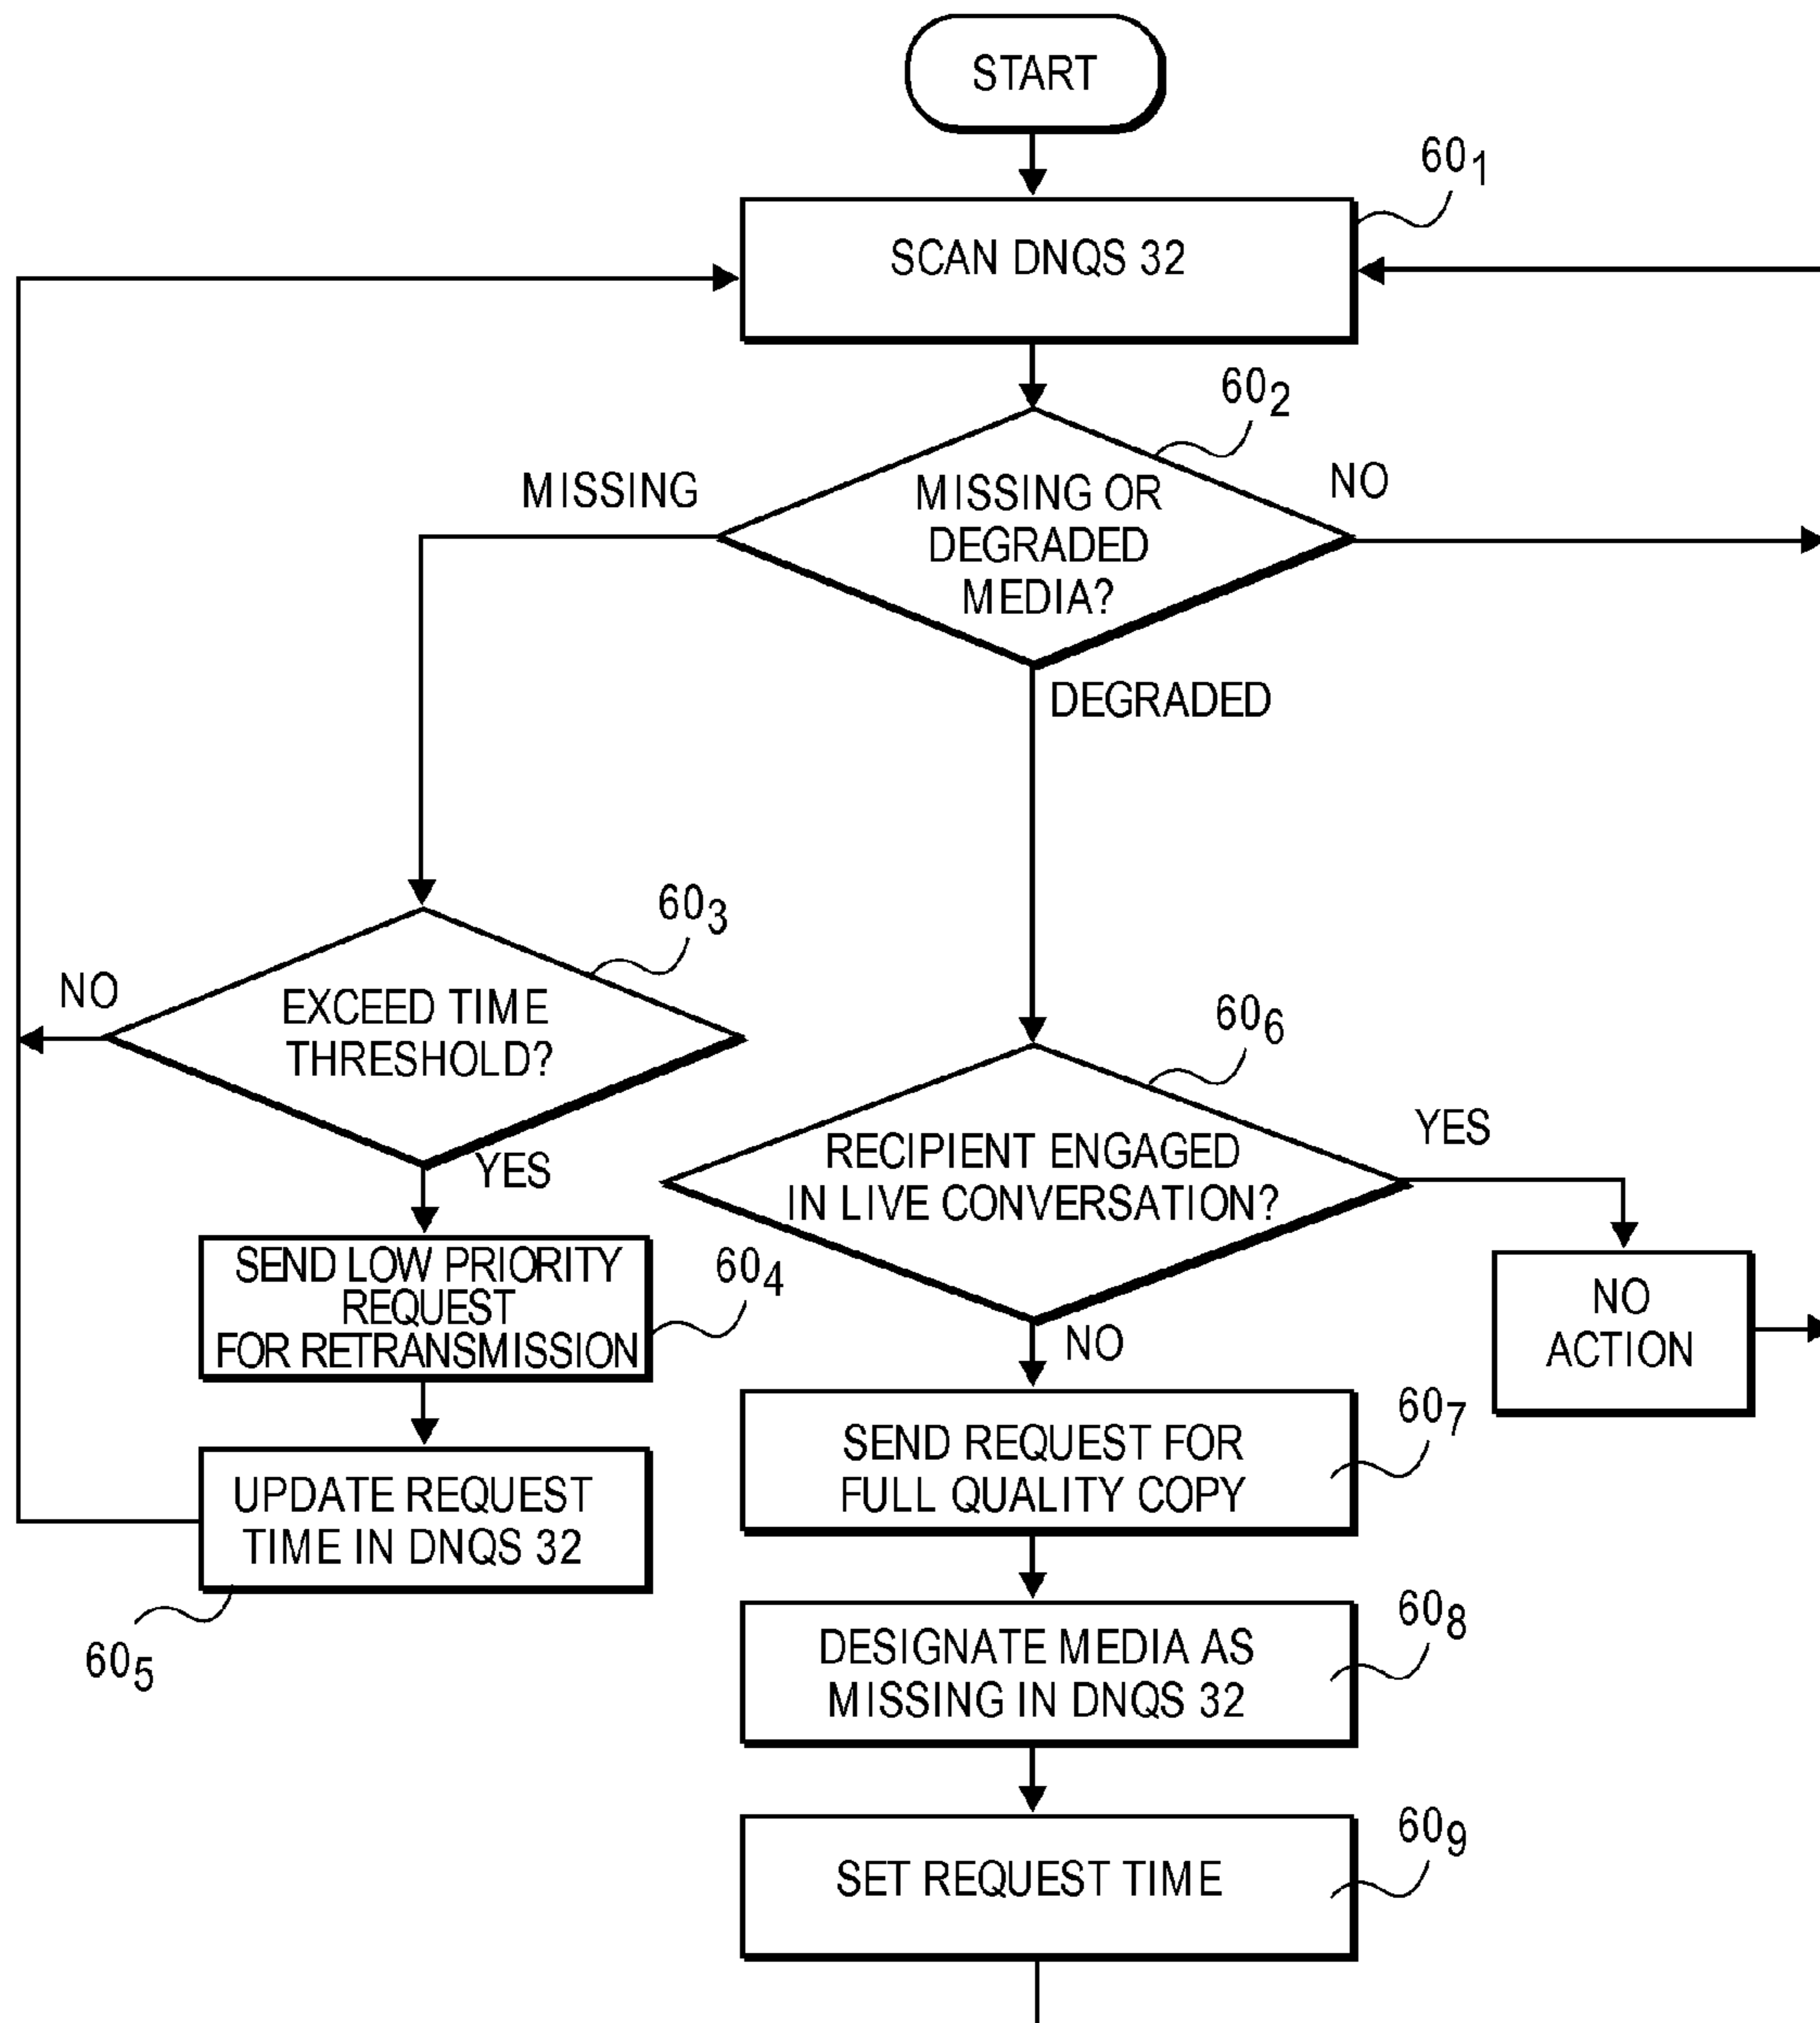 START
60₁
SCAN DNQS 32
60₂
MISSING
MISSING OR
DEGRADED
MEDIA?
NO
DEGRADED
60₃
NO
EXCEED TIME
THRESHOLD?
YES
60₆
RECIPIENT ENGAGED
IN LIVE CONVERSATION?
YES
NO
SEND LOW PRIORITY
REQUEST
FOR RETRANSMISSION
60₄
NO
ACTION
UPDATE REQUEST
TIME IN DNQS 32
60₅
SEND REQUEST FOR
FULL QUALITY COPY
60₇
DESIGNATE MEDIA AS
MISSING IN DNQS 32
60₈
SET REQUEST TIME
60₉